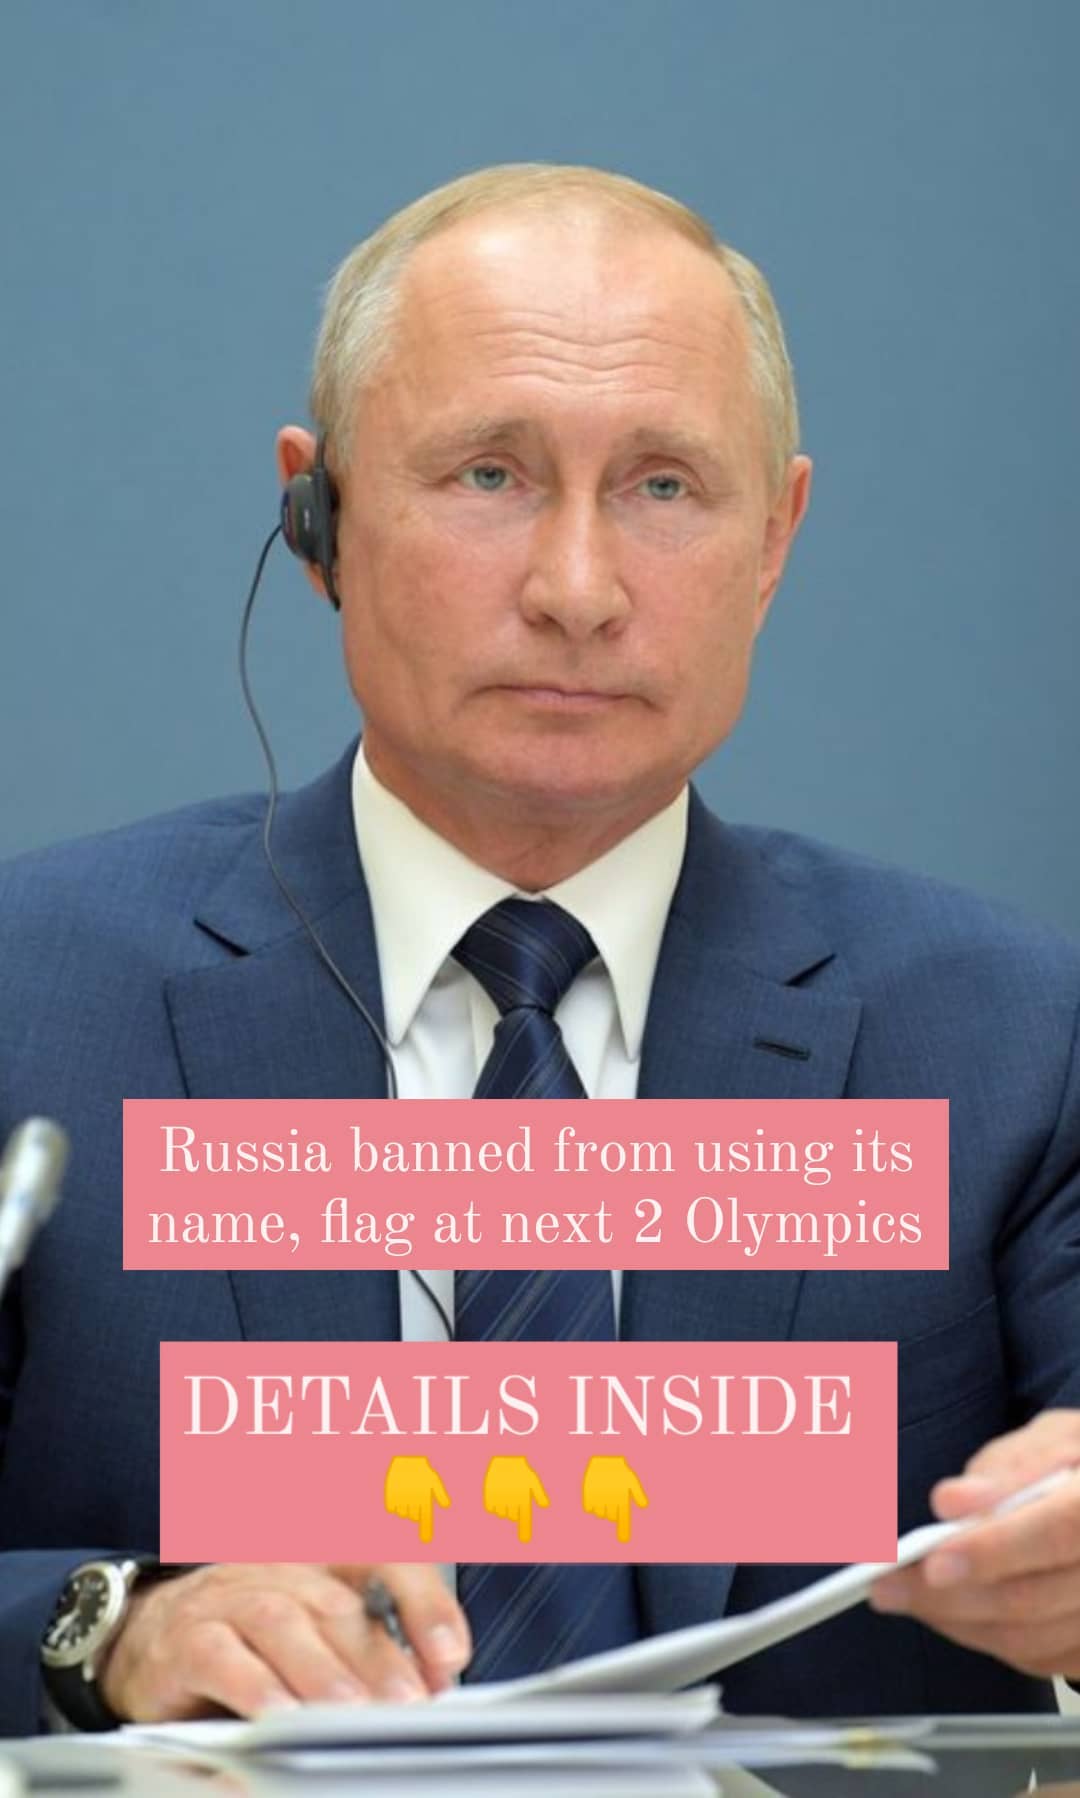 Russia banned from using its
name, flag at next 2 Olympics
DETAILS INSIDE
👇👇👇